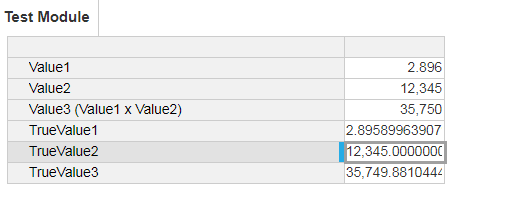 Test Module
Value1 2.896
Value2 12,345
Value3 (Value1 x Value2) 35,750
TrueValue1 2.89589963907
TrueValue2 12,345.0000000
TrueValue3 35,749.8810444